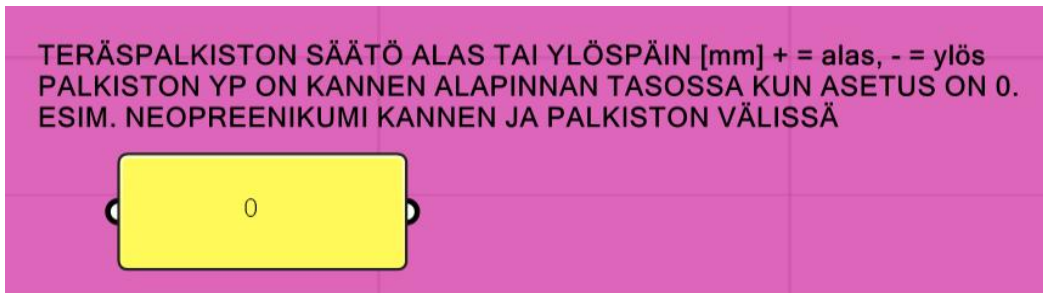 TERÄSPALKISTON SÄÄTÖ ALAS TAI YLÖSPÄIN [mm] + = alas, - = ylös
PALKISTON YP ON KANNEN ALAPINNAN TASOSSA KUN ASETUS ON 0.
ESIM. NEOPREENIKUMI KANNEN JA PALKISTON VÄLISSÄ
0